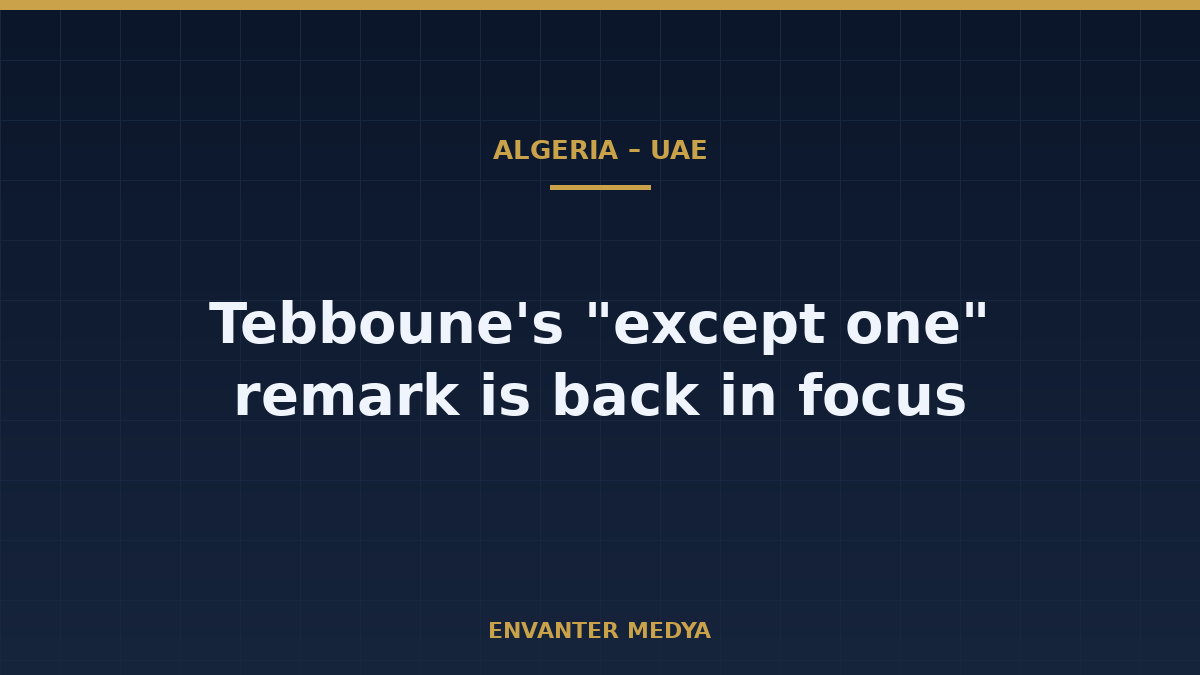 ALGERIA – UAE
Tebboune's "except one"
remark is back in focus
ENVANTER MEDYA